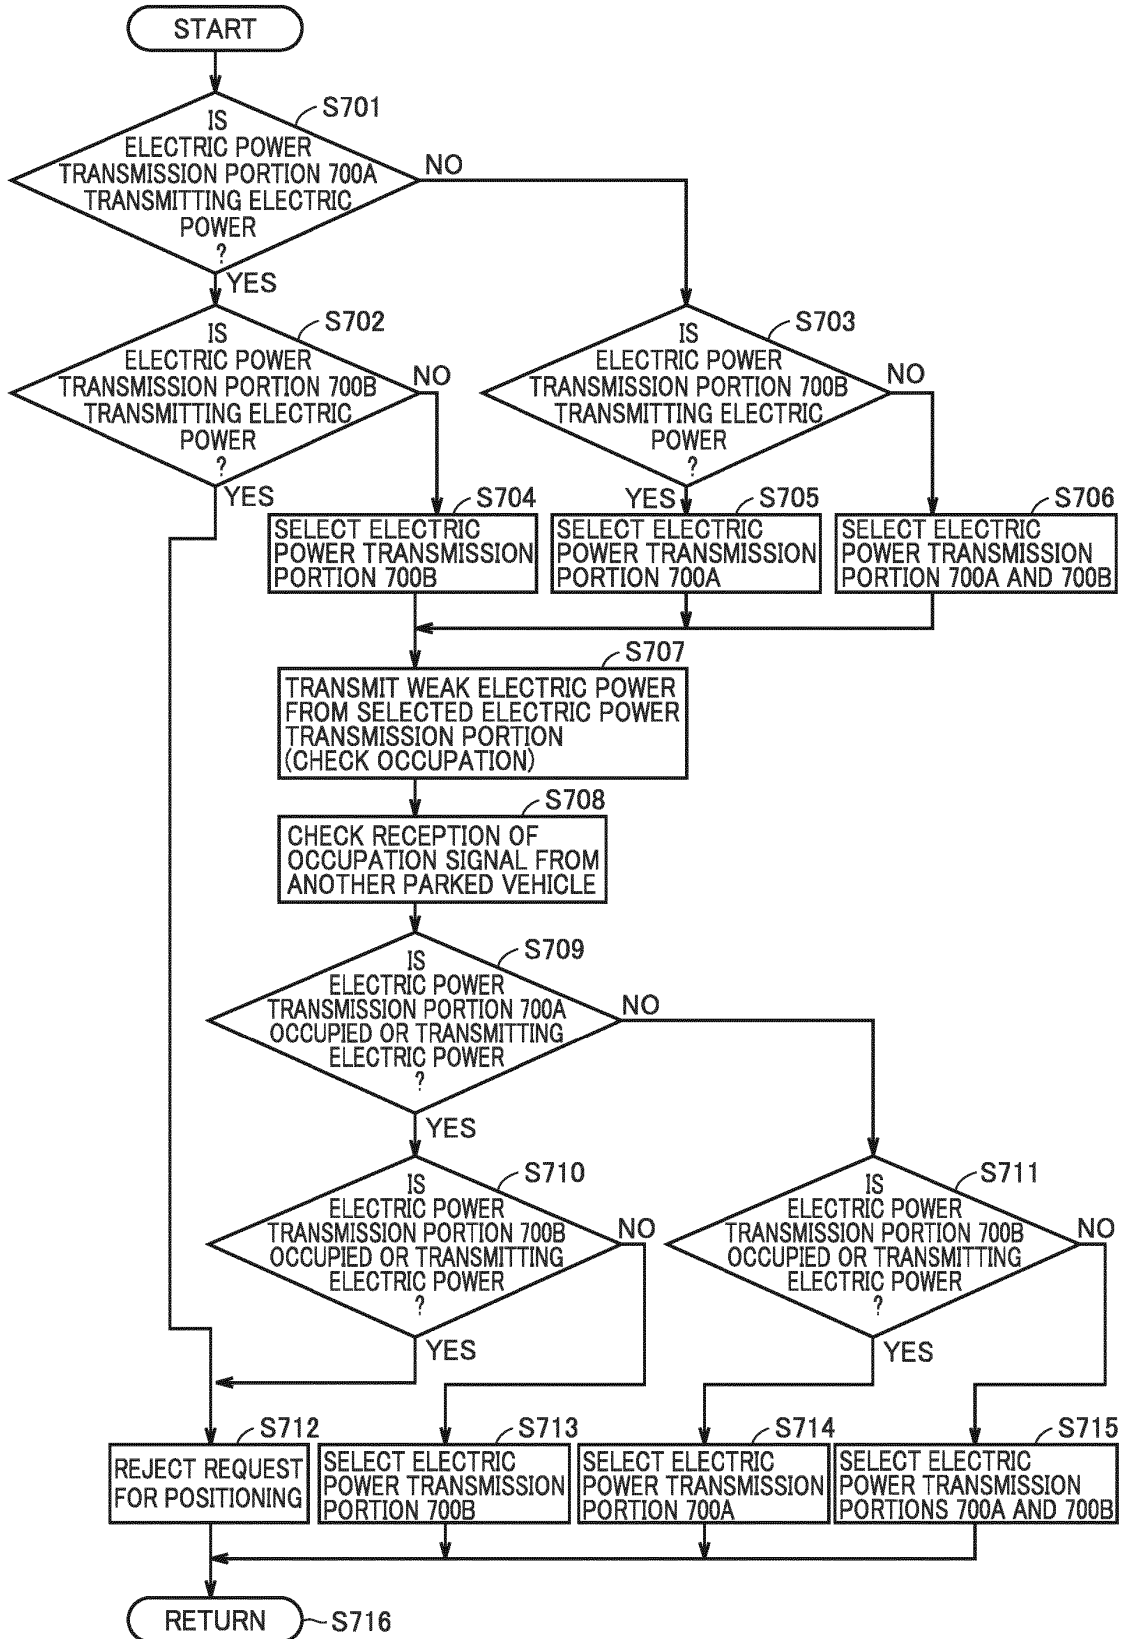 START
S701
IS
ELECTRIC POWER
TRANSMISSION PORTION 700A
TRANSMITTING ELECTRIC
POWER
?
NO
YES
S702
IS
ELECTRIC POWER
TRANSMISSION PORTION 700B
TRANSMITTING ELECTRIC
POWER
?
NO
YES
S703
IS
ELECTRIC POWER
TRANSMISSION PORTION 700B
TRANSMITTING ELECTRIC
POWER
?
NO
YES
S704
SELECT ELECTRIC
POWER TRANSMISSION
PORTION 700B
S705
SELECT ELECTRIC
POWER TRANSMISSION
PORTION 700A
S706
SELECT ELECTRIC
POWER TRANSMISSION
PORTION 700A AND 700B
S707
TRANSMIT WEAK ELECTRIC POWER
FROM SELECTED ELECTRIC POWER
TRANSMISSION PORTION
(CHECK OCCUPATION)
S708
CHECK RECEPTION OF
OCCUPATION SIGNAL FROM
ANOTHER PARKED VEHICLE
S709
IS
ELECTRIC POWER
TRANSMISSION PORTION 700A
OCCUPIED OR TRANSMITTING
ELECTRIC POWER
?
NO
YES
S710
IS
ELECTRIC POWER
TRANSMISSION PORTION 700B
OCCUPIED OR TRANSMITTING
ELECTRIC POWER
?
NO
YES
S711
IS
ELECTRIC POWER
TRANSMISSION PORTION 700B
OCCUPIED OR TRANSMITTING
ELECTRIC POWER
?
NO
YES
S712
REJECT REQUEST
FOR POSITIONING
S713
SELECT ELECTRIC
POWER TRANSMISSION
PORTION 700B
S714
SELECT ELECTRIC
POWER TRANSMISSION
PORTION 700A
S715
SELECT ELECTRIC
POWER TRANSMISSION
PORTIONS 700A AND 700B
RETURN
S716